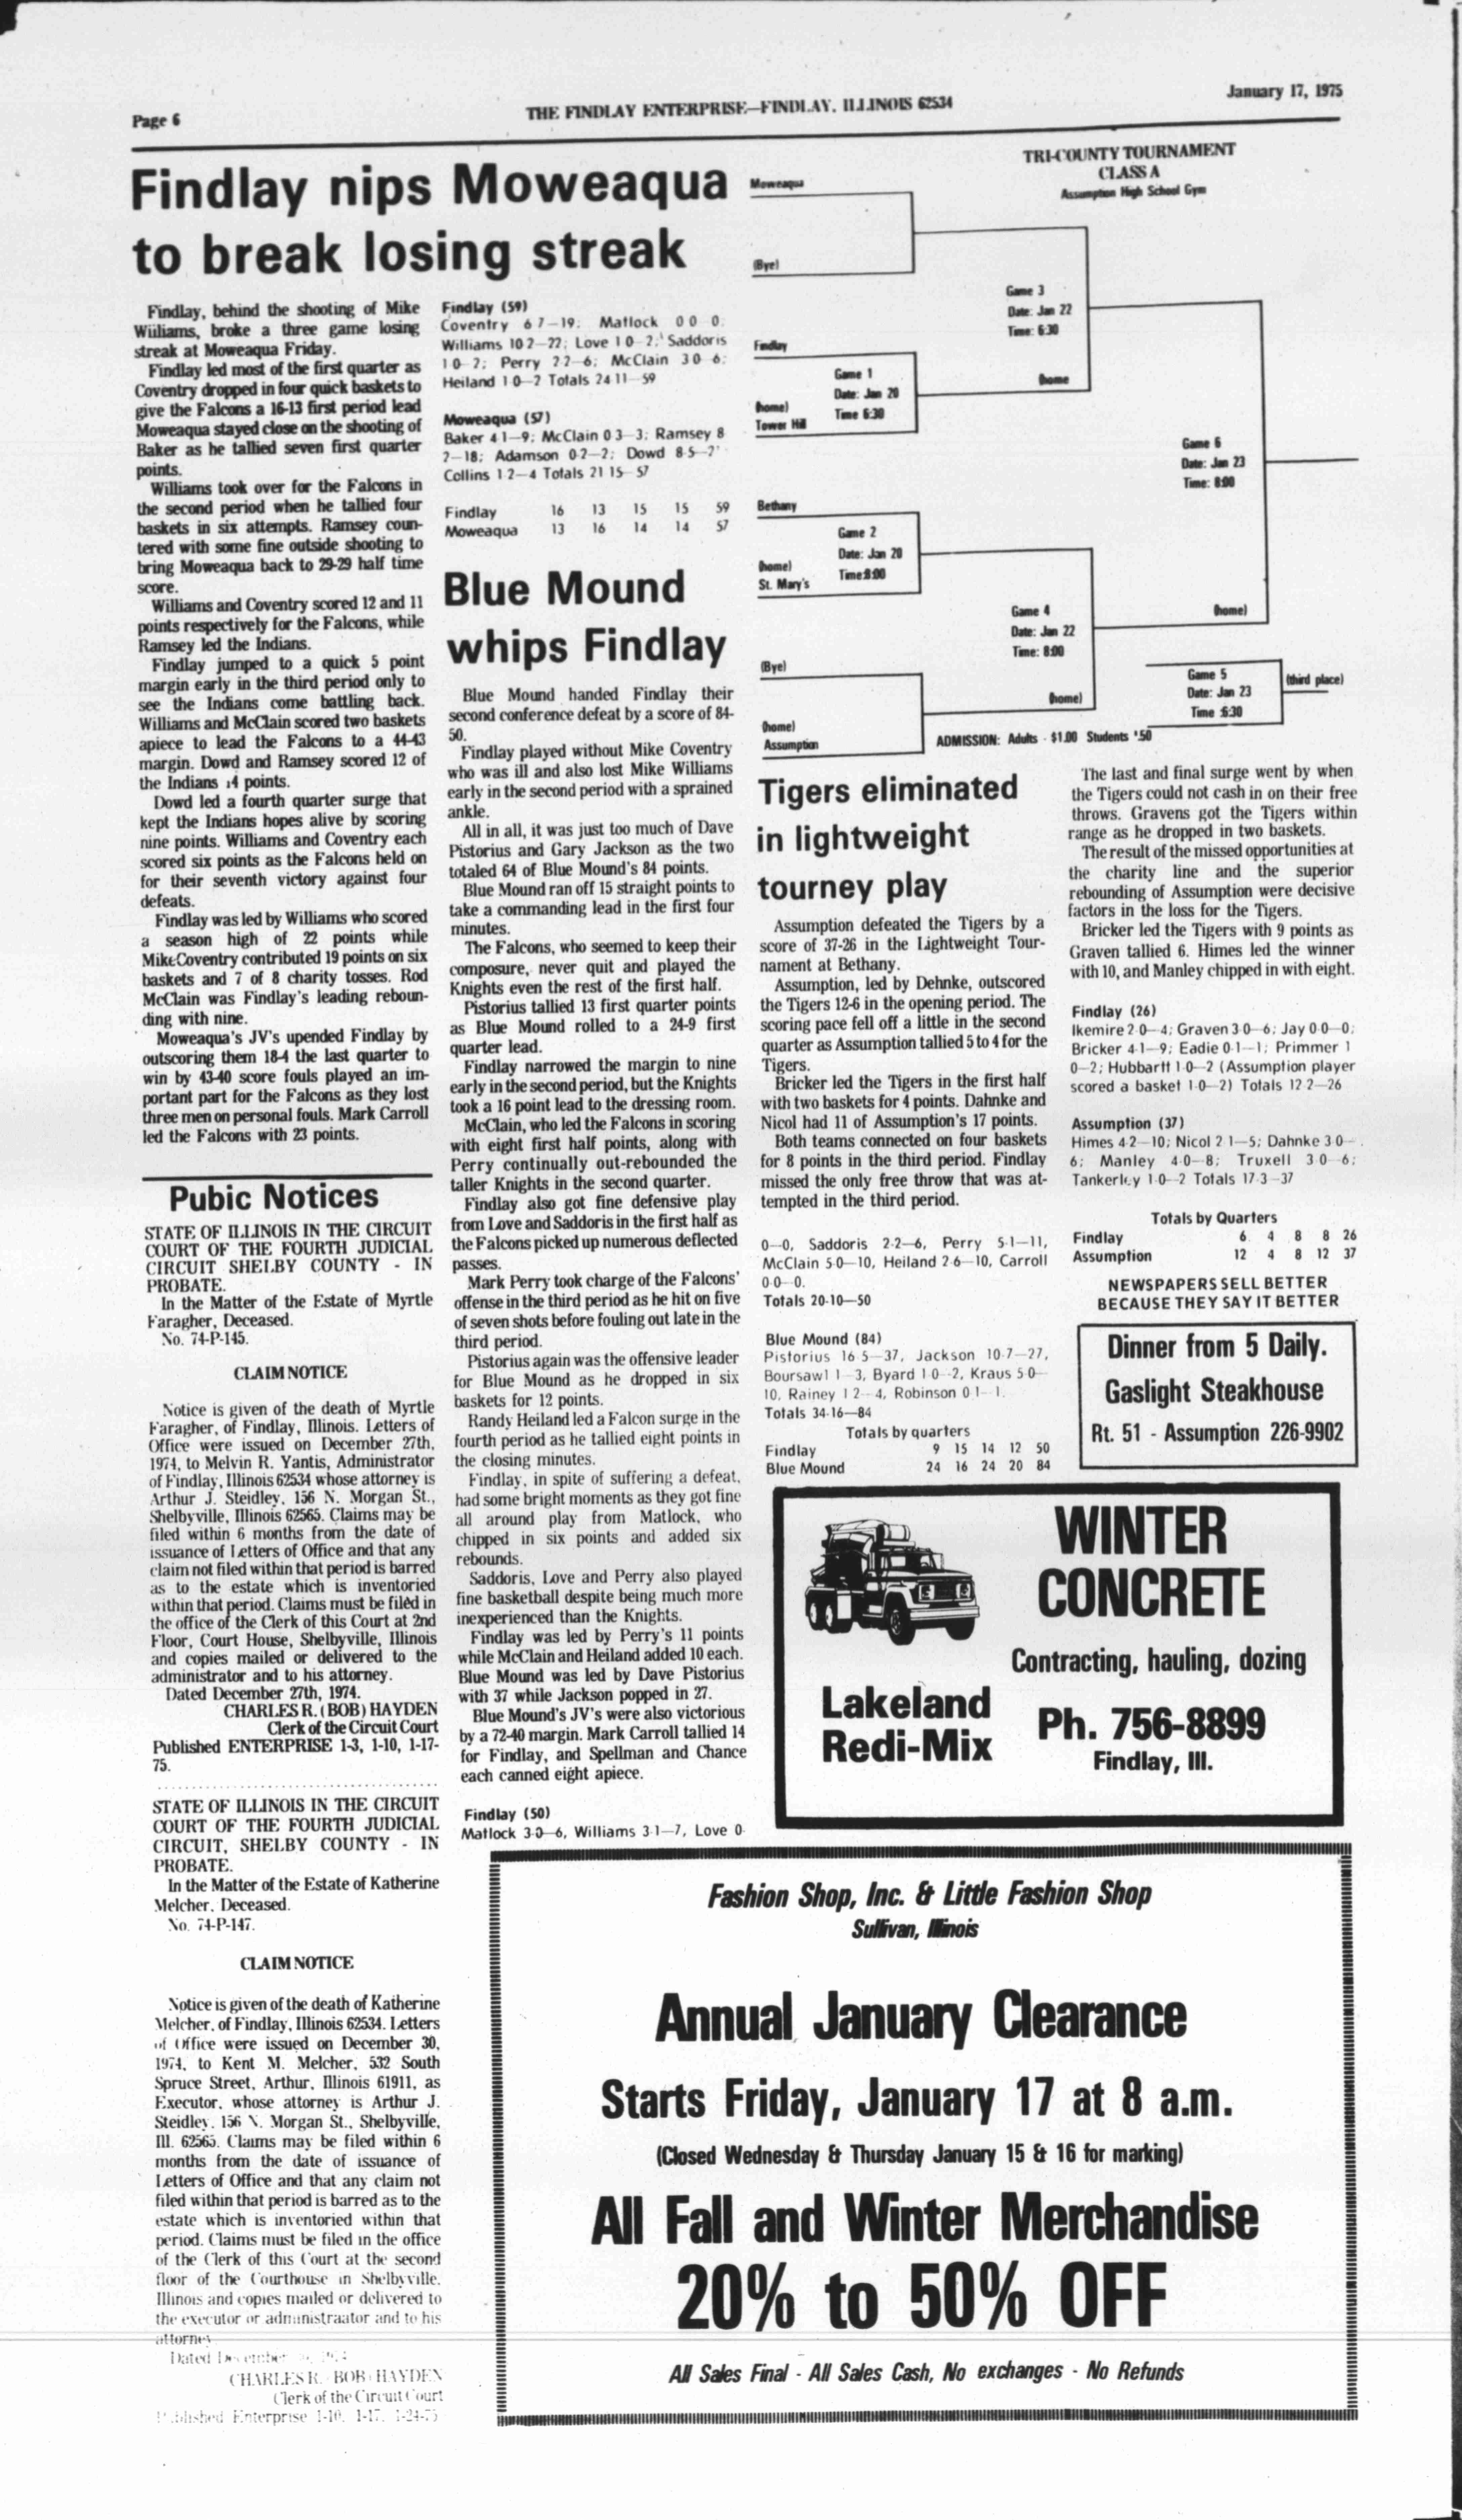 Page 6
THE FINDLAY ENTERPRISE—FINDLAY, ILLINOIS 62534
January 17, 1975
Findlay nips Moweaqua
to break losing streak
Findlay, behind the shooting of Mike
Williams, broke a three game losing
streak at Moweaqua Friday.
Findlay led most of the first quarter as
Coventry dropped in four quick baskets to
give the Falcons a 16-13 first period lead
Moweaqua stayed close on the shooting of
Baker as he tallied seven first quarter
points.
Williams took over for the Falcons in
the second period when he tallied four
baskets in six attempts. Ramsey coun-
tered with some fine outside shooting to
bring Moweaqua back to 29-29 half time
score.
Williams and Coventry scored 12 and 11
points respectively for the Falcons, while
Ramsey led the Indians.
Findlay jumped to a quick 5 point
margin early in the third period only to
see the Indians come battling back.
Williams and McClain scored two baskets
apiece to lead the Falcons to a 44-43
margin. Dowd and Ramsey scored 12 of
the Indians 14 points.
Dowd led a fourth quarter surge that
kept the Indians hopes alive by scoring
nine points. Williams and Coventry each
scored six points as the Falcons held on
for their seventh victory against four
defeats.
Findlay was led by Williams who scored
a season high of 22 points while
Mike Coventry contributed 19 points on six
baskets and 7 of 8 charity tosses. Rod
McClain was Findlay's leading reboun-
ding with nine.
Moweaqua's JV's upended Findlay by
outscoring them 18-4 the last quarter to
win by 43-40 score fouls played an im-
portant part for the Falcons as they lost
three men on personal fouls. Mark Carroll
led the Falcons with 23 points.
Pubic Notices
STATE OF ILLINOIS IN THE CIRCUIT
COURT OF THE FOURTH JUDICIAL
CIRCUIT SHELBY COUNTY - IN
PROBATE.
In the Matter of the Estate of Myrtle
Faragher, Deceased.
No. 74-P-145.
CLAIM NOTICE
Notice is given of the death of Myrtle
Faragher, of Findlay, Illinois. Letters of
Office were issued on December 27th,
1974, to Melvin R. Yantis, Administrator
of Findlay, Illinois 62534 whose attorney is
Arthur J. Steidley, 156 N. Morgan St.,
Shelbyville, Illinois 62565. Claims may be
filed within 6 months from the date of
issuance of Letters of Office and that any
claim not filed within that period is barred
as to the estate which is inventoried
within that period. Claims must be filed in
the office of the Clerk of this Court at 2nd
Floor, Court House, Shelbyville, Illinois
and copies mailed or delivered to the
administrator and to his attorney.
Dated December 27th, 1974.
CHARLES R. (BOB) HAYDEN
Clerk of the Circuit Court
Published ENTERPRISE 1-3, 1-10, 1-17-
75.
STATE OF ILLINOIS IN THE CIRCUIT
COURT OF THE FOURTH JUDICIAL
CIRCUIT, SHELBY COUNTY - IN
PROBATE.
In the Matter of the Estate of Katherine
Melcher, Deceased.
No. 74-P-147.
CLAIM NOTICE
Notice is given of the death of Katherine
Melcher, of Findlay, Illinois 62534. Letters
of Office were issued on December 30,
1974, to Kent M. Melcher, 532 South
Spruce Street, Arthur, Illinois 61911, as
Executor, whose attorney is Arthur J.
Steidley, 156 N. Morgan St., Shelbyville,
Ill. 62565. Claims may be filed within 6
months from the date of issuance of
Letters of Office and that any claim not
filed within that period is barred as to the
estate which is inventoried within that
period. Claims must be filed in the office
of the Clerk of this Court at the second
floor of the Courthouse in Shelbyville,
Illinois and copies mailed or delivered to
the executor or administraator and to his
attorney
Dated December
CHARLES R. (BOB) HAYDEN
Clerk of the Circuit Court
Published Enterprise 1-10, 1-17, 1-24-75
Findlay (59)
Coventry 6 7—19; Matlock 0 0 0;
Williams 10 2—22; Love 1 0—2; Saddoris
1 0—2; Perry 2 2—6; McClain 3 0 6;
Heiland 1 0—2 Totals 24 11—59
Moweaqua (57)
Baker 4 1—9; McClain 0 3—3; Ramsey 8
2—18; Adamson 0-2—2; Dowd 8-5—2
Collins 1 2—4 Totals 21 15—57
Findlay 16 13 15 15 59
Moweaqua 13 16 14 14 57
Blue Mound
whips Findlay
Blue Mound handed Findlay their
second conference defeat by a score of 84-
50.
Findlay played without Mike Coventry
who was ill and also lost Mike Williams
early in the second period with a sprained
ankle.
All in all, it was just too much of Dave
Pistorius and Gary Jackson as the two
totaled 64 of Blue Mound's 84 points.
Blue Mound ran off 15 straight points to
take a commanding lead in the first four
minutes.
The Falcons, who seemed to keep their
composure, never quit and played the
Knights even the rest of the first half.
Pistorius tallied 13 first quarter points
as Blue Mound rolled to a 24-9 first
quarter lead.
Findlay narrowed the margin to nine
early in the second period, but the Knights
took a 16 point lead to the dressing room.
McClain, who led the Falcons in scoring
with eight first half points, along with
Perry continually out-rebounded the
taller Knights in the second quarter.
Findlay also got fine defensive play
from Love and Saddoris in the first half as
the Falcons picked up numerous deflected
passes.
Mark Perry took charge of the Falcons'
offense in the third period as he hit on five
of seven shots before fouling out late in the
third period.
Pistorius again was the offensive leader
for Blue Mound as he dropped in six
baskets for 12 points.
Randy Heiland led a Falcon surge in the
fourth period as he tallied eight points in
the closing minutes.
Findlay, in spite of suffering a defeat,
had some bright moments as they got fine
all around play from Matlock, who
chipped in six points and added six
rebounds.
Saddoris, Love and Perry also played
fine basketball despite being much more
inexperienced than the Knights.
Findlay was led by Perry's 11 points
while McClain and Heiland added 10 each.
Blue Mound was led by Dave Pistorius
with 37 while Jackson popped in 27.
Blue Mound's JV's were also victorious
by a 72-40 margin. Mark Carroll tallied 14
for Findlay, and Spellman and Chance
each canned eight apiece.
Findlay (50)
Matlock 3-0—6, Williams 3-1—7, Love 0-
0—0, Saddoris 2-2—6, Perry 5-1—11,
McClain 5-0—10, Heiland 2-6—10, Carroll
0-0—0.
Totals 20-10—50
Blue Mound (84)
Pistorius 16 5—37, Jackson 10-7—27,
Boursawl 1—3, Byard 1 0—2, Kraus 5-0—
10, Rainey 1 2—4, Robinson 0 1—1.
Totals 34-16—84
Totals by quarters
Findlay 9 15 14 12 50
Blue Mound 24 16 24 20 84
TRI-COUNTY TOURNAMENT
CLASS A
Assumption High School Gym
Moweaqua
(Bye)
Game 3
Date: Jan 22
Time: 6:30
Findlay
Game 1
Date: Jan 20
Time 6:30
(home
(home)
Tower Hill
Game 6
Date: Jan 23
Time: 8:00
Bethany
Game 2
Date: Jan 20
Time:8:00
(home)
St. Mary's
Game 4
Date: Jan 22
Time: 8:00
(home)
(Bye)
Game 5
Date: Jan 23
Time 6:30
(third place)
(home)
(home)
Assumption
ADMISSION: Adults - $1.00 Students '.50
Tigers eliminated
in lightweight
tourney play
Assumption defeated the Tigers by a
score of 37-26 in the Lightweight Tour-
nament at Bethany.
Assumption, led by Dehnke, outscored
the Tigers 12-6 in the opening period. The
scoring pace fell off a little in the second
quarter as Assumption tallied 5 to 4 for the
Tigers.
Bricker led the Tigers in the first half
with two baskets for 4 points. Dahnke and
Nicol had 11 of Assumption's 17 points.
Both teams connected on four baskets
for 8 points in the third period. Findlay
missed the only free throw that was at-
tempted in the third period.
The last and final surge went by when
the Tigers could not cash in on their free
throws. Gravens got the Tigers within
range as he dropped in two baskets.
The result of the missed opportunities at
the charity line and the superior
rebounding of Assumption were decisive
factors in the loss for the Tigers.
Bricker led the Tigers with 9 points as
Graven tallied 6. Himes led the winner
with 10, and Manley chipped in with eight.
Findlay (26)
Ikemire 2-0—4; Graven 3-0—6; Jay 0-0—0;
Bricker 4-1—9; Eadie 0-1—1; Primmer 1
0—2; Hubbartt 1-0—2 (Assumption player
scored a basket 1-0—2) Totals 12-2—26
Assumption (37)
Himes 4-2—10; Nicol 2 1—5; Dahnke 3 0—
6; Manley 4-0—8; Truxell 3 0—6;
Tankerley 1-0—2 Totals 17-3—37
Totals by Quarters
Findlay 6 4 8 8 26
Assumption 12 4 8 12 37
NEWSPAPERS SELL BETTER
BECAUSE THEY SAY IT BETTER
Dinner from 5 Daily.
Gaslight Steakhouse
Rt. 51 - Assumption 226-9902
WINTER
CONCRETE
Contracting, hauling, dozing
Lakeland
Redi-Mix
Ph. 756-8899
Findlay, Ill.
Fashion Shop, Inc. & Little Fashion Shop
Sullivan, Illinois
Annual January Clearance
Starts Friday, January 17 at 8 a.m.
(Closed Wednesday & Thursday January 15 & 16 for marking)
All Fall and Winter Merchandise
20% to 50% OFF
All Sales Final - All Sales Cash, No exchanges - No Refunds